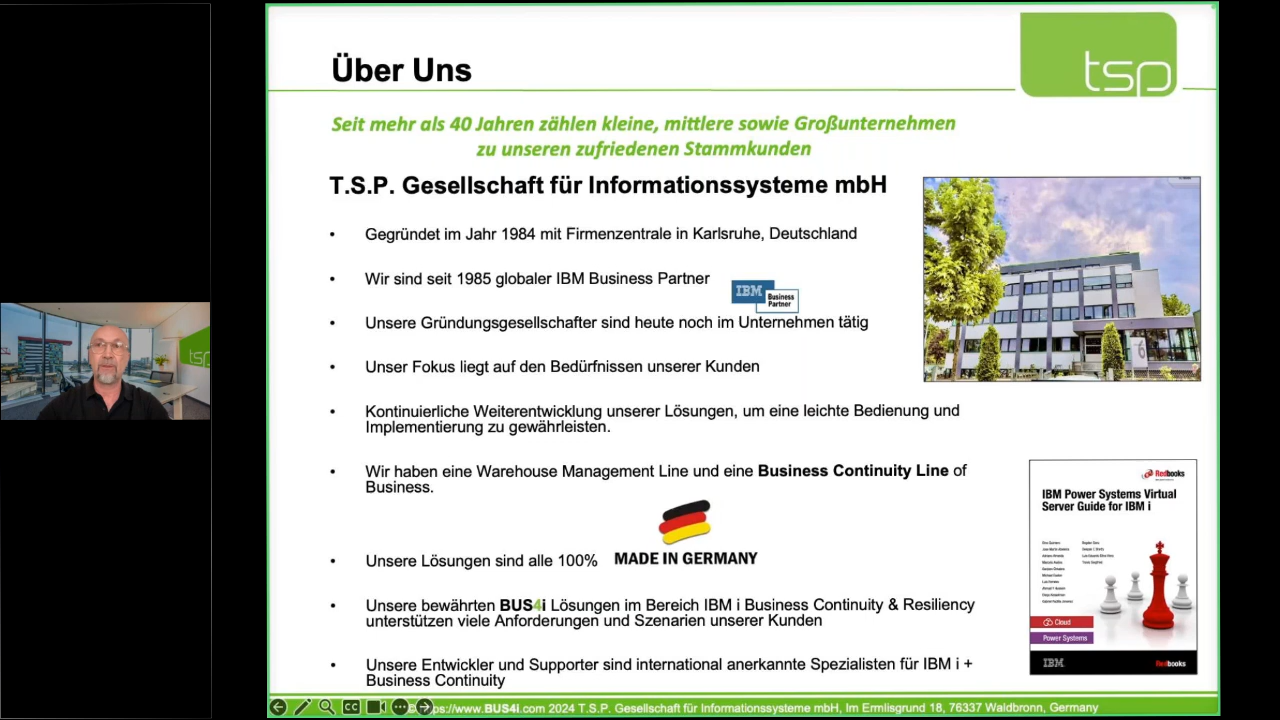 Über Uns
tsp
Seit mehr als 40 Jahren zählen kleine, mittlere sowie Großunternehmen
zu unseren zufriedenen Stammkunden
T.S.P. Gesellschaft für Informationssysteme mbH
• Gegründet im Jahr 1984 mit Firmenzentrale in Karlsruhe, Deutschland
• Wir sind seit 1985 globaler IBM Business Partner
IBM
Business
Partner
• Unsere Gründungsgesellschafter sind heute noch im Unternehmen tätig
• Unser Fokus liegt auf den Bedürfnissen unserer Kunden
• Kontinuierliche Weiterentwicklung unserer Lösungen, um eine leichte Bedienung und
Implementierung zu gewährleisten.
• Wir haben eine Warehouse Management Line und eine Business Continuity Line of
Business.
• Unsere Lösungen sind alle 100%
MADE IN GERMANY
• Unsere bewährten BUS4i Lösungen im Bereich IBM i Business Continuity & Resiliency
unterstützen viele Anforderungen und Szenarien unserer Kunden
• Unsere Entwickler und Supporter sind international anerkannte Spezialisten für IBM i +
Business Continuity
6
Redbooks
IBM Power Systems Virtual
Server Guide for IBM i
Cloud
Power Systems
IBM
Redbooks
tsp
CC
www.BUS4i.com 2024 T.S.P. Gesellschaft für Informationssysteme mbH, Im Ermlisgrund 18, 76337 Waldbronn, Germany